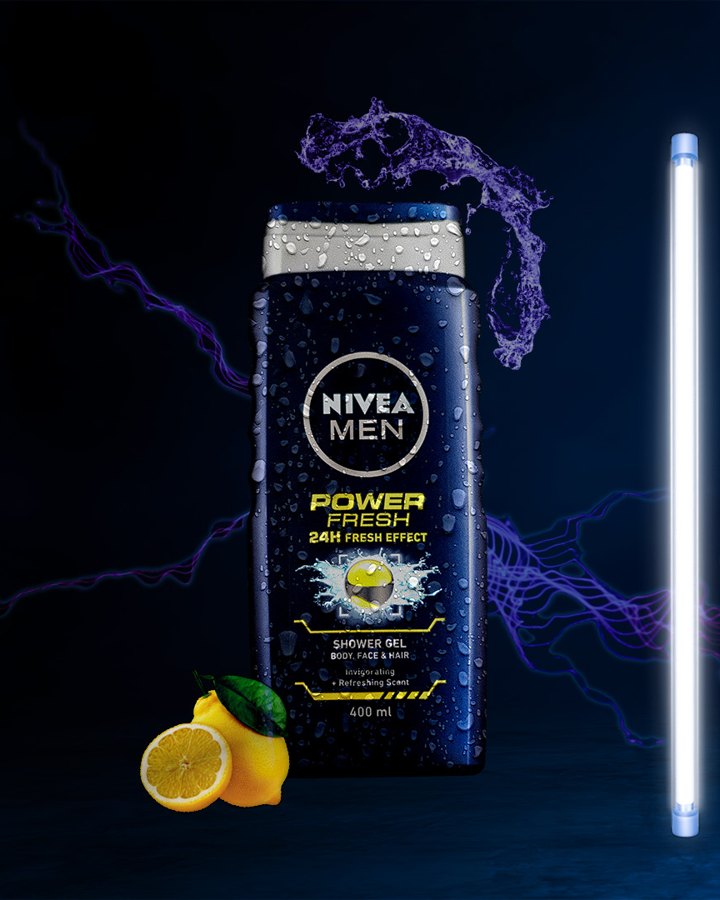 NIVEA
MEN
POWER
FRESH
24H FRESH EFFECT
SHOWER GEL
BODY, FACE & HAIR
invigorating
+ Refreshing Scent
400 ml